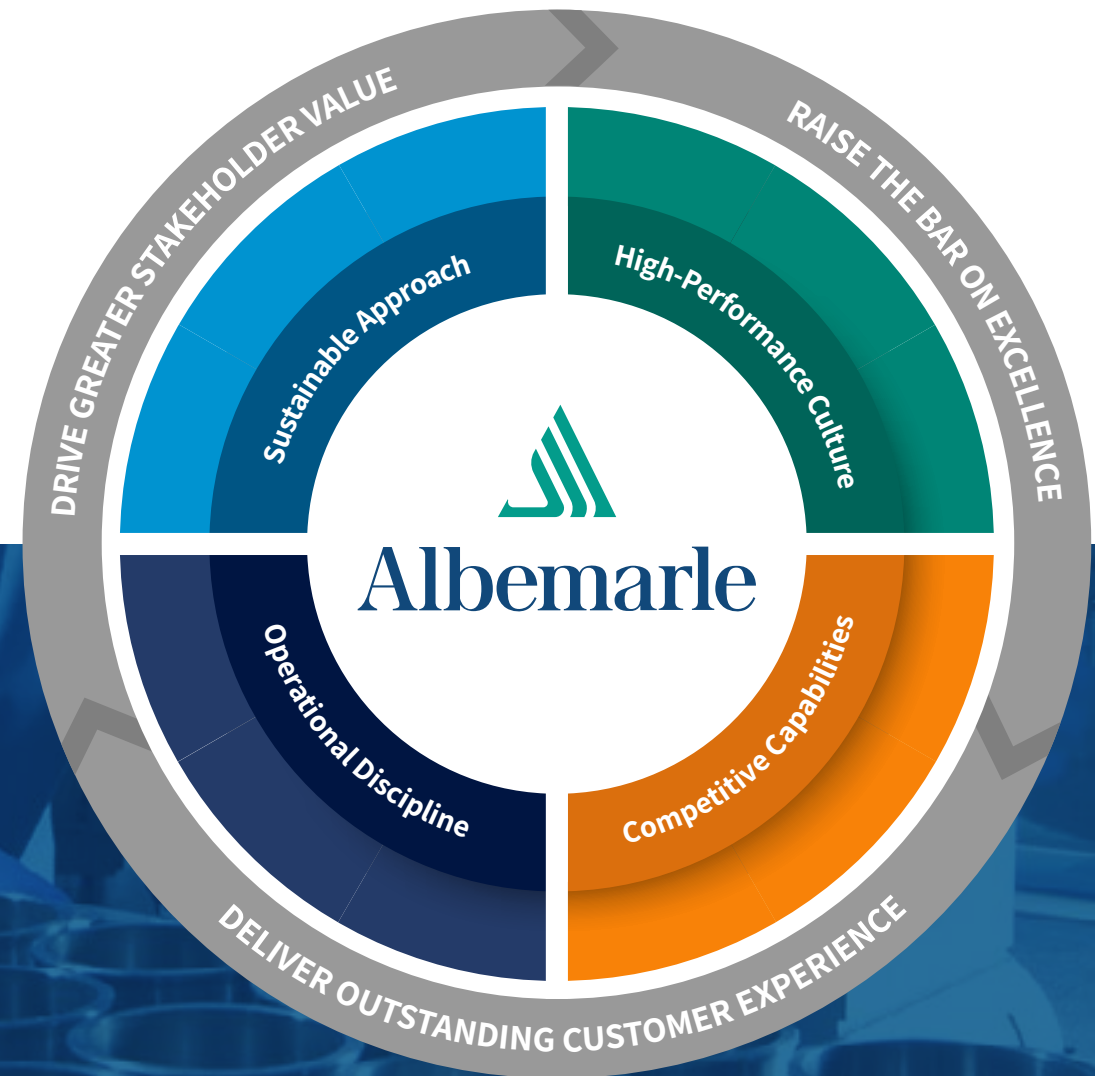 DRIVE GREATER STAKEHOLDER VALUE
RAISE THE BAR ON EXCELLENCE
Sustainable Approach
High-Performance Culture
Albemarle
Operational Discipline
Competitive Capabilities
DELIVER OUTSTANDING CUSTOMER EXPERIENCE